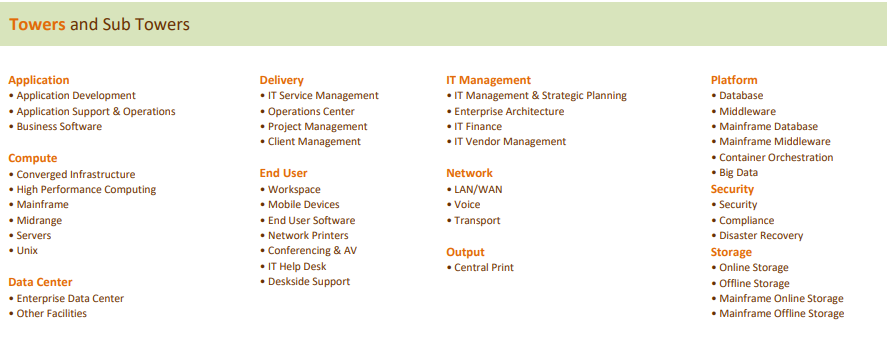 Towers and Sub Towers
Application
• Application Development
• Application Support & Operations
• Business Software
Compute
• Converged Infrastructure
• High Performance Computing
• Mainframe
• Midrange
• Servers
• Unix
Data Center
• Enterprise Data Center
• Other Facilities
Delivery
• IT Service Management
• Operations Center
• Project Management
• Client Management
End User
• Workspace
• Mobile Devices
• End User Software
• Network Printers
• Conferencing & AV
• IT Help Desk
• Deskside Support
IT Management
• IT Management & Strategic Planning
• Enterprise Architecture
• IT Finance
• IT Vendor Management
Network
• LAN/WAN
• Voice
• Transport
Output
• Central Print
Platform
• Database
• Middleware
• Mainframe Database
• Mainframe Middleware
• Container Orchestration
• Big Data
Security
• Security
• Compliance
• Disaster Recovery
Storage
• Online Storage
• Offline Storage
• Mainframe Online Storage
• Mainframe Offline Storage